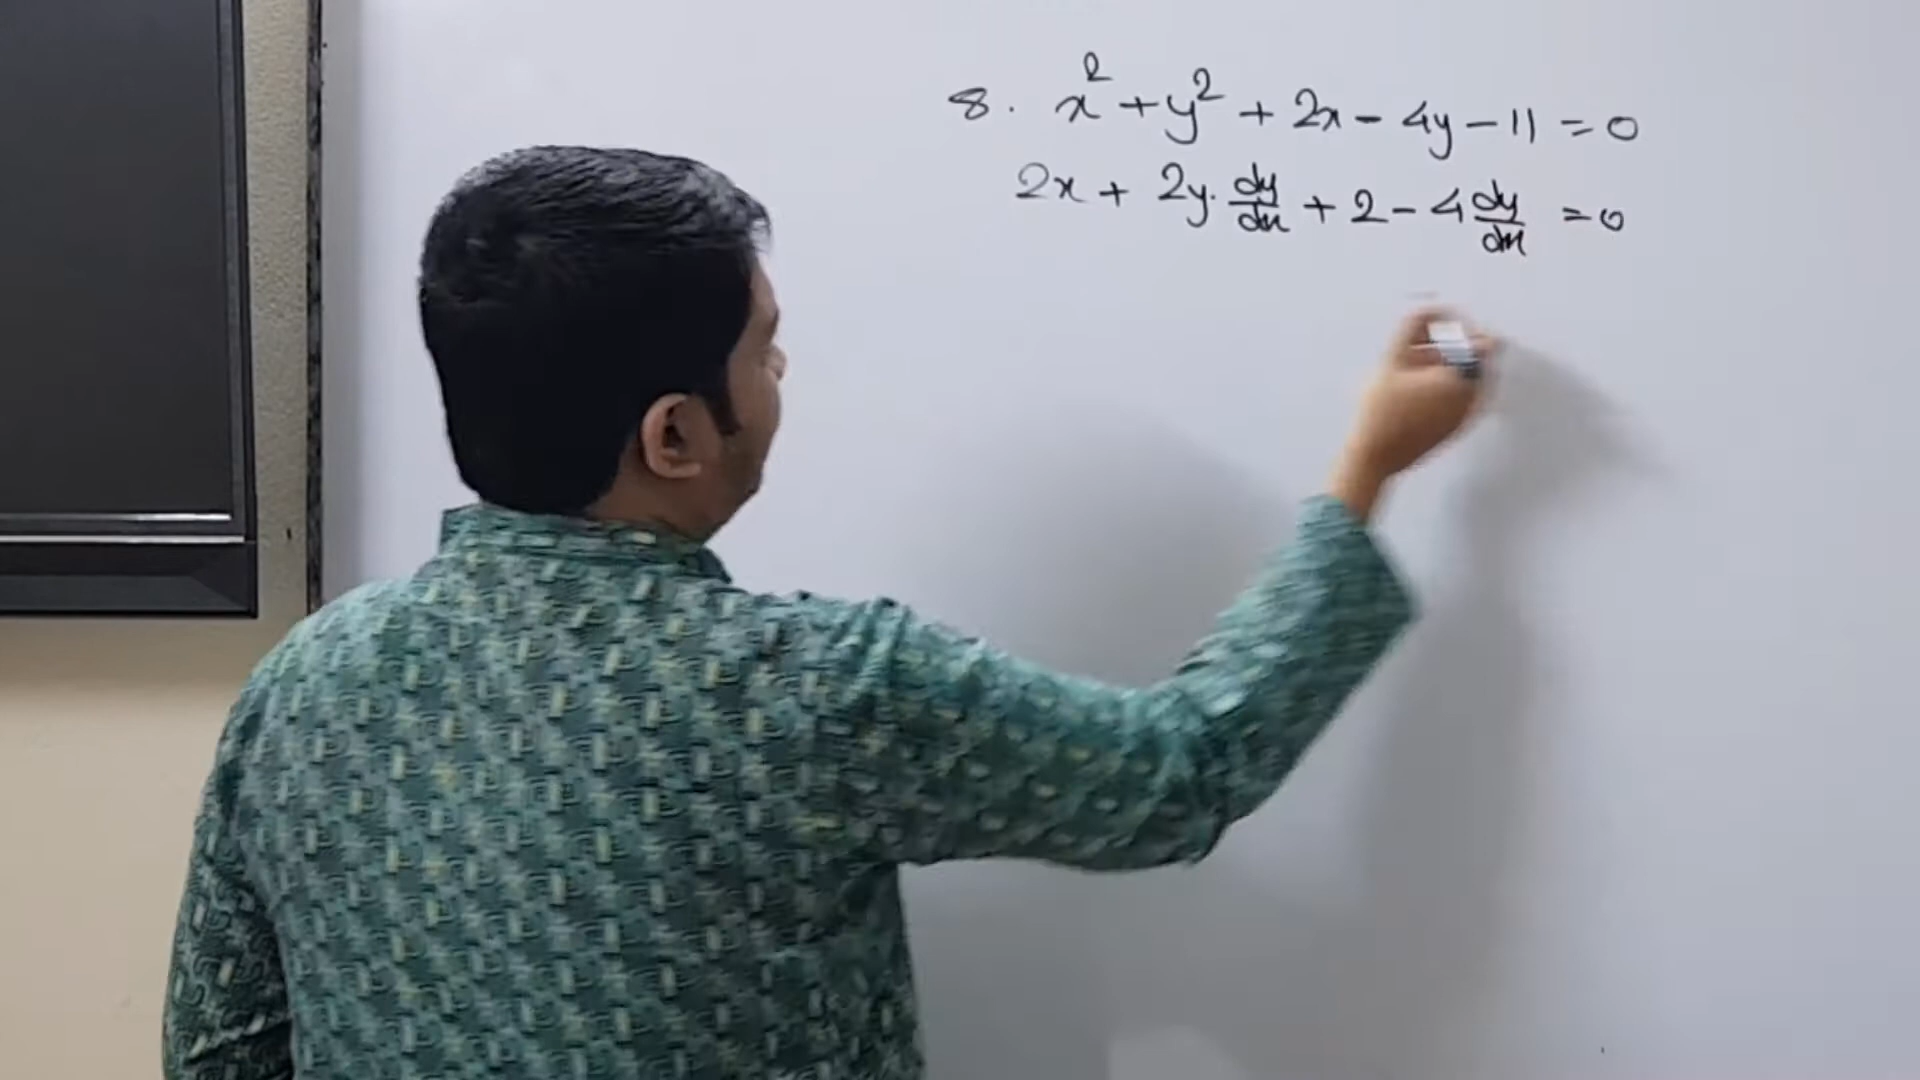 8. x² + y² + 2x - 4y - 11 = 0
2x + 2y. dy/dx + 2 - 4 dy/dx = 0